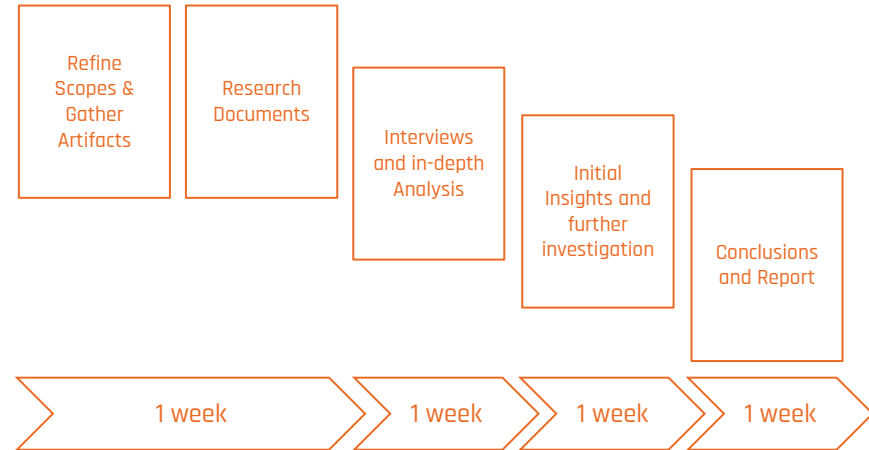 Refine
Scopes &
Gather
Artifacts
Research
Documents
Interviews
and in-depth
Analysis
Initial
Insights and
further
investigation
Conclusions
and Report
1 week
1 week
1 week
1 week